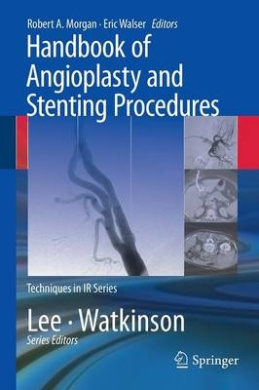 Robert A. Morgan · Eric Walser Editors
Handbook of
Angioplasty and
Stenting Procedures
Techniques in IR Series
Lee · Watkinson
Series Editors
Springer